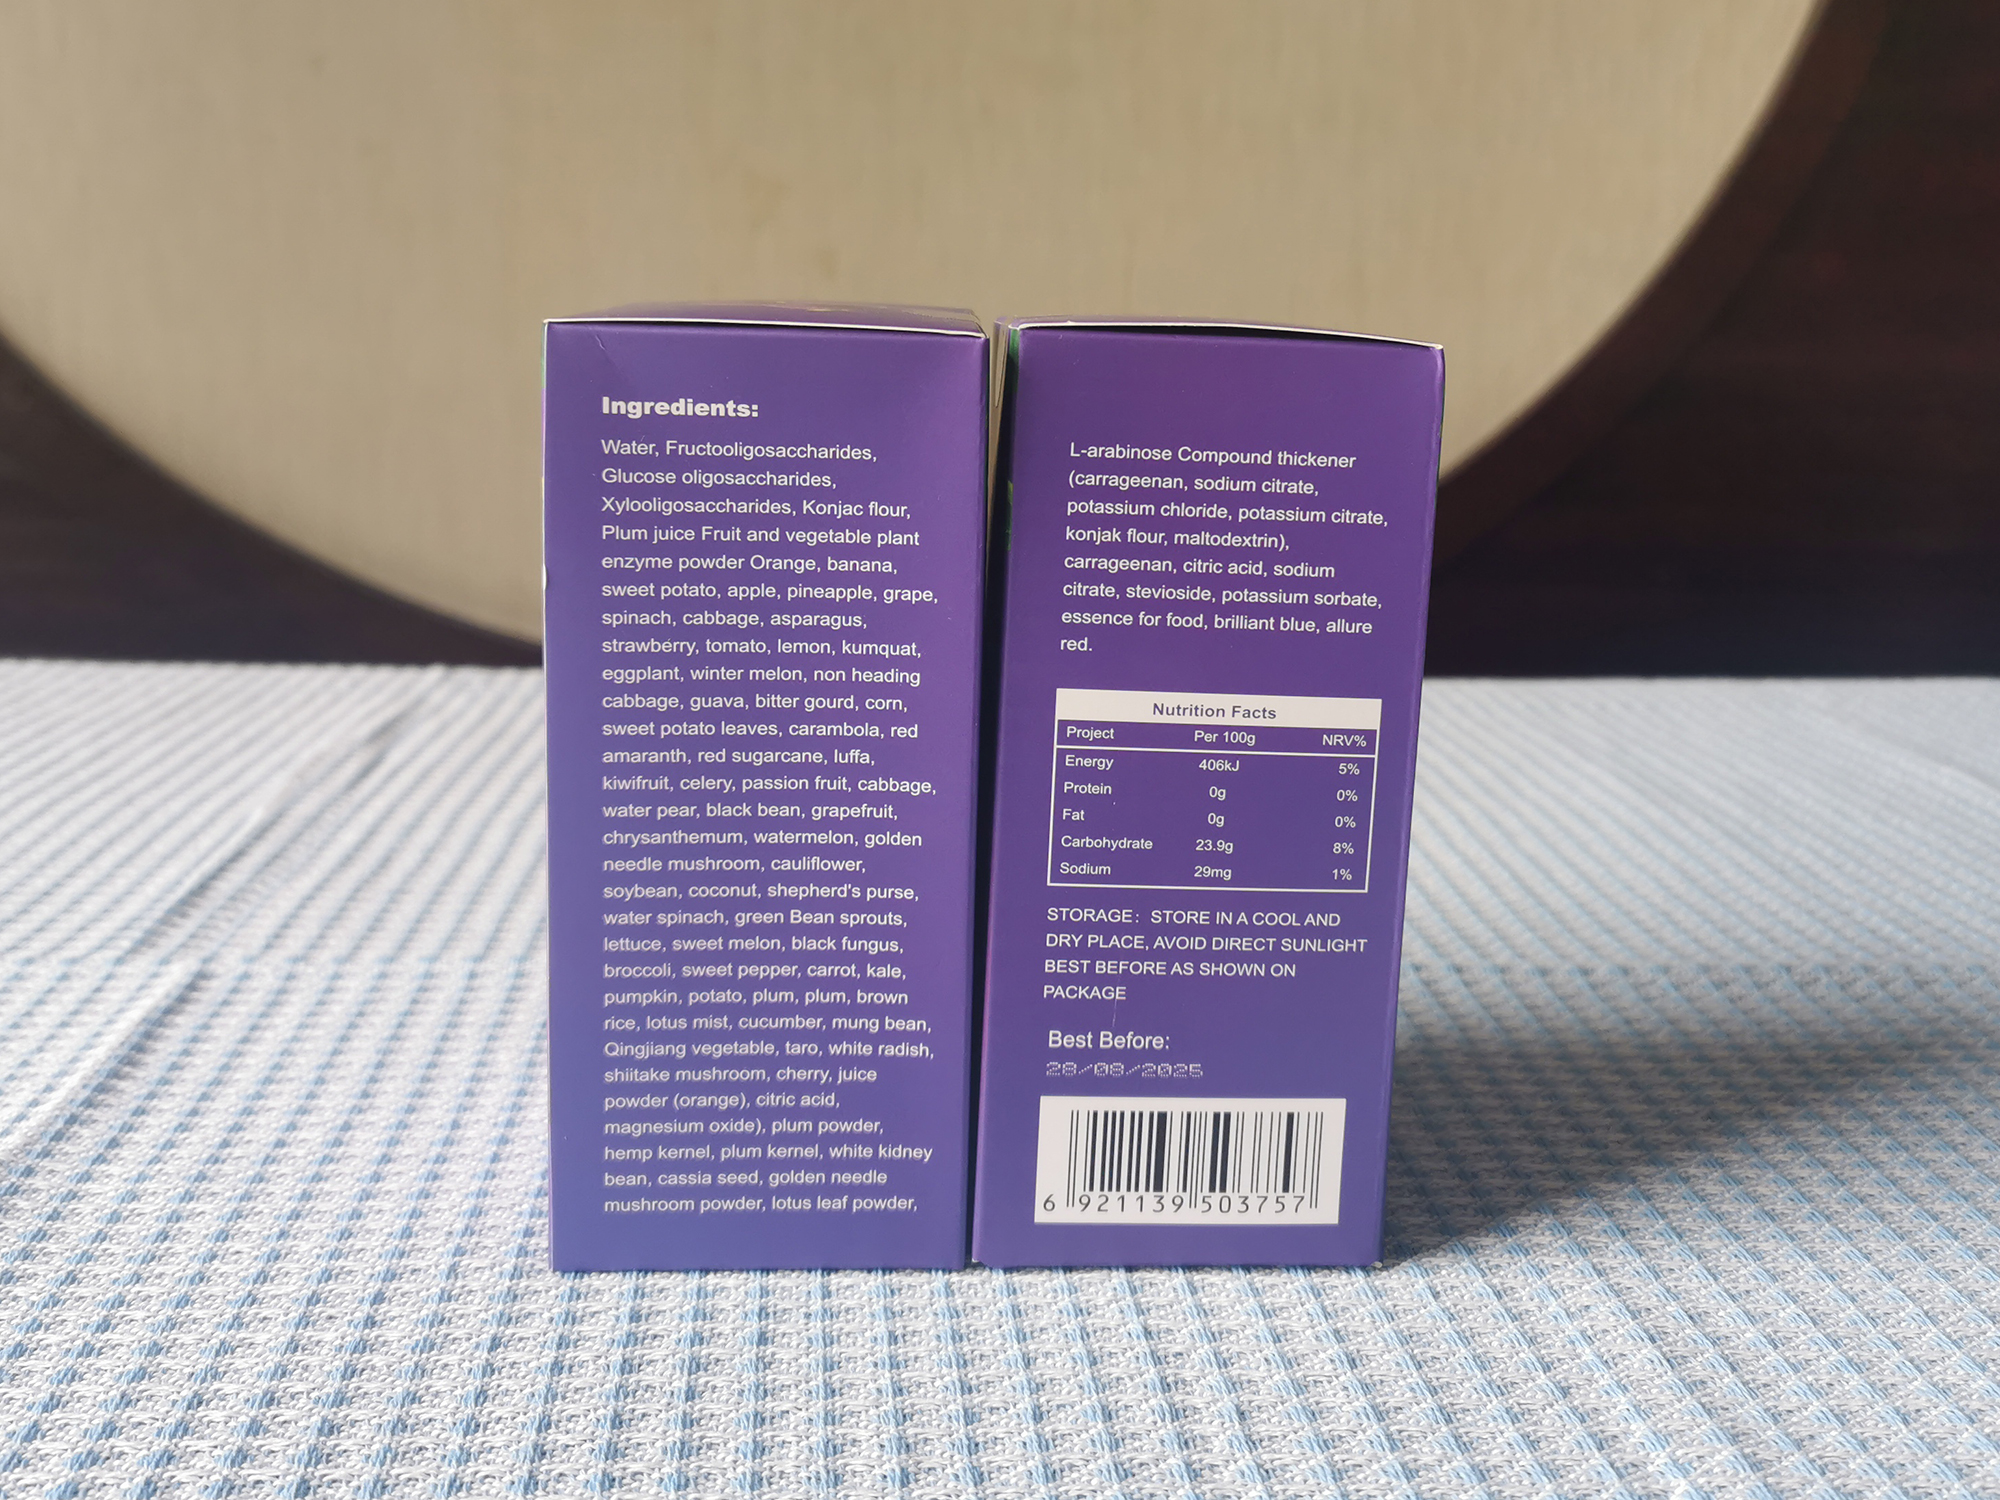 Ingredients:
Water, Fructooligosaccharides,
Glucose oligosaccharides,
Xylooligosaccharides, Konjac flour,
Plum juice Fruit and vegetable plant
enzyme powder Orange, banana,
sweet potato, apple, pineapple, grape,
spinach, cabbage, asparagus,
strawberry, tomato, lemon, kumquat,
eggplant, winter melon, non heading
cabbage, guava, bitter gourd, corn,
sweet potato leaves, carambola, red
amaranth, red sugarcane, luffa,
kiwifruit, celery, passion fruit, cabbage,
water pear, black bean, grapefruit,
chrysanthemum, watermelon, golden
needle mushroom, cauliflower,
soybean, coconut, shepherd's purse,
water spinach, green Bean sprouts,
lettuce, sweet melon, black fungus,
broccoli, sweet pepper, carrot, kale,
pumpkin, potato, plum, plum, brown
rice, lotus mist, cucumber, mung bean,
Qingjiang vegetable, taro, white radish,
shiitake mushroom, cherry, juice
powder (orange), citric acid,
magnesium oxide), plum powder,
hemp kernel, plum kernel, white kidney
bean, cassia seed, golden needle
mushroom powder, lotus leaf powder,
L-arabinose Compound thickener
(carrageenan, sodium citrate,
potassium chloride, potassium citrate,
konjak flour, maltodextrin),
carrageenan, citric acid, sodium
citrate, stevioside, potassium sorbate,
essence for food, brilliant blue, allure
red.
Nutrition Facts
Project Per 100g NRV%
Energy 406kJ 5%
Protein 0g 0%
Fat 0g 0%
Carbohydrate 23.9g 8%
Sodium 29mg 1%
STORAGE: STORE IN A COOL AND
DRY PLACE, AVOID DIRECT SUNLIGHT
BEST BEFORE AS SHOWN ON
PACKAGE
Best Before:
28/08/2025
6 921139 503757